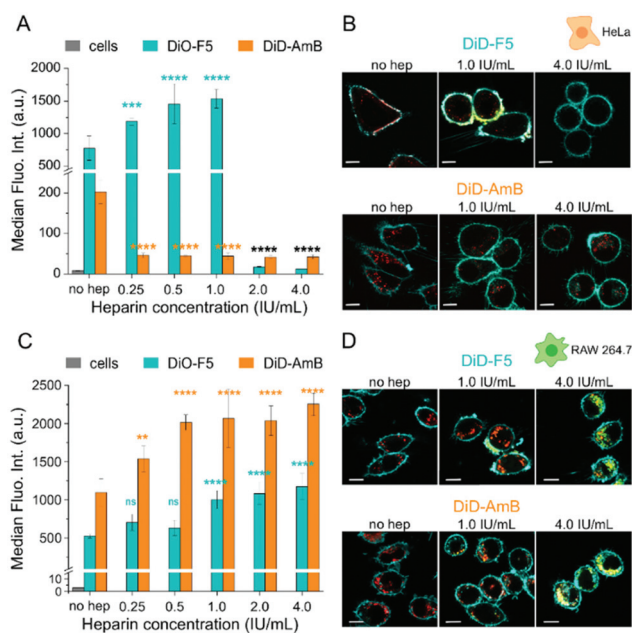 A
cells DiO-F5 DiD-AmB
Median Fluo. Int. (a.u.)
2000
1500
1000
500
200
100
0
*** **** ****
**** **** **** **** ****
no hep 0.25 0.5 1.0 2.0 4.0
Heparin concentration (IU/mL)
B
HeLa
DiD-F5
no hep 1.0 IU/mL 4.0 IU/mL
DiD-AmB
no hep 1.0 IU/mL 4.0 IU/mL
C
cells DiO-F5 DiD-AmB
Median Fluo. Int. (a.u.)
2500
2000
1500
1000
500
10
0
** **** **** **** ****
ns ns **** **** ****
no hep 0.25 0.5 1.0 2.0 4.0
Heparin concentration (IU/mL)
D
RAW 264.7
DiD-F5
no hep 1.0 IU/mL 4.0 IU/mL
DiD-AmB
no hep 1.0 IU/mL 4.0 IU/mL